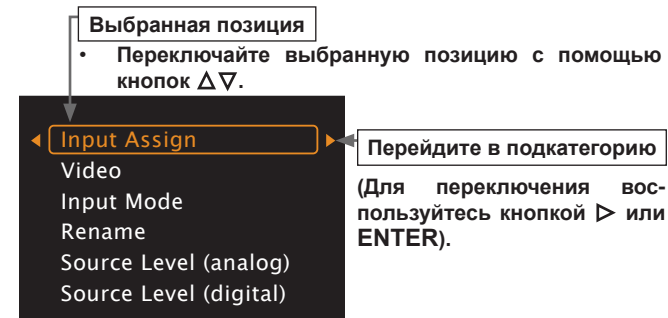 Выбранная позиция
• Переключайте выбранную позицию с помощью
кнопок △▽.
Input Assign
Video
Input Mode
Rename
Source Level (analog)
Source Level (digital)
Перейдите в подкатегорию
(Для переключения вос-
пользуйтесь кнопкой ▷ или
ENTER).